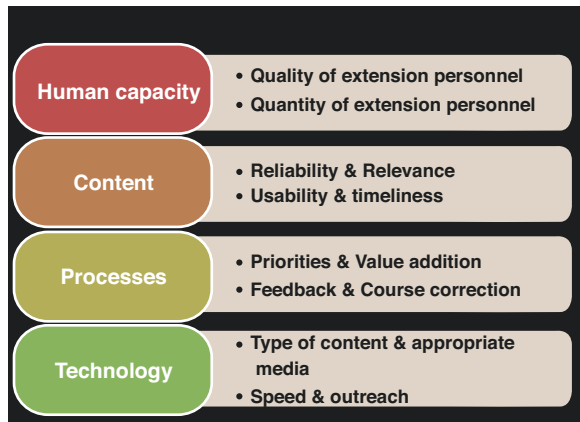 Human capacity
• Quality of extension personnel
• Quantity of extension personnel
Content
• Reliability & Relevance
• Usability & timeliness
Processes
• Priorities & Value addition
• Feedback & Course correction
Technology
• Type of content & appropriate
media
• Speed & outreach